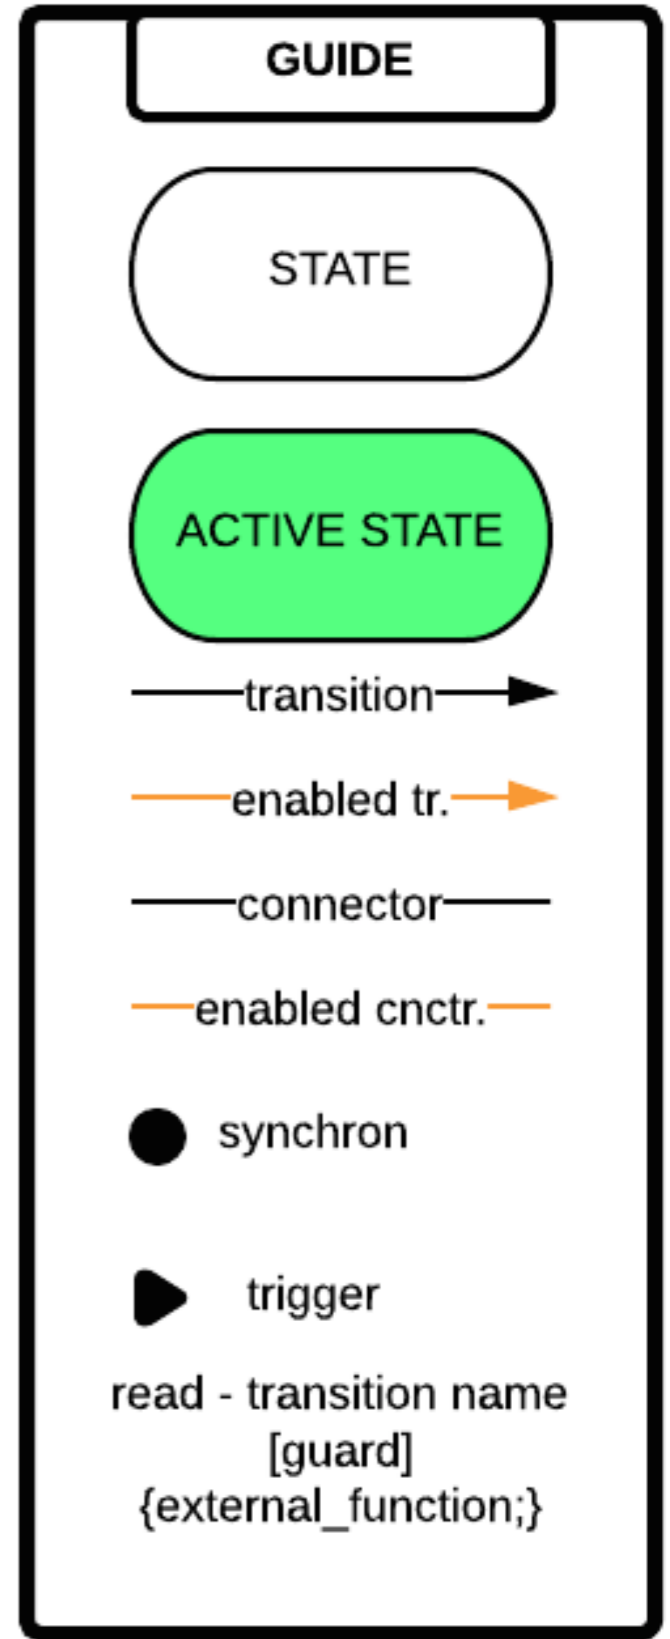 GUIDE
STATE
ACTIVE STATE
transition
enabled tr.
connector
enabled cnctr.
synchron
trigger
read - transition name
[guard]
{external_function;}